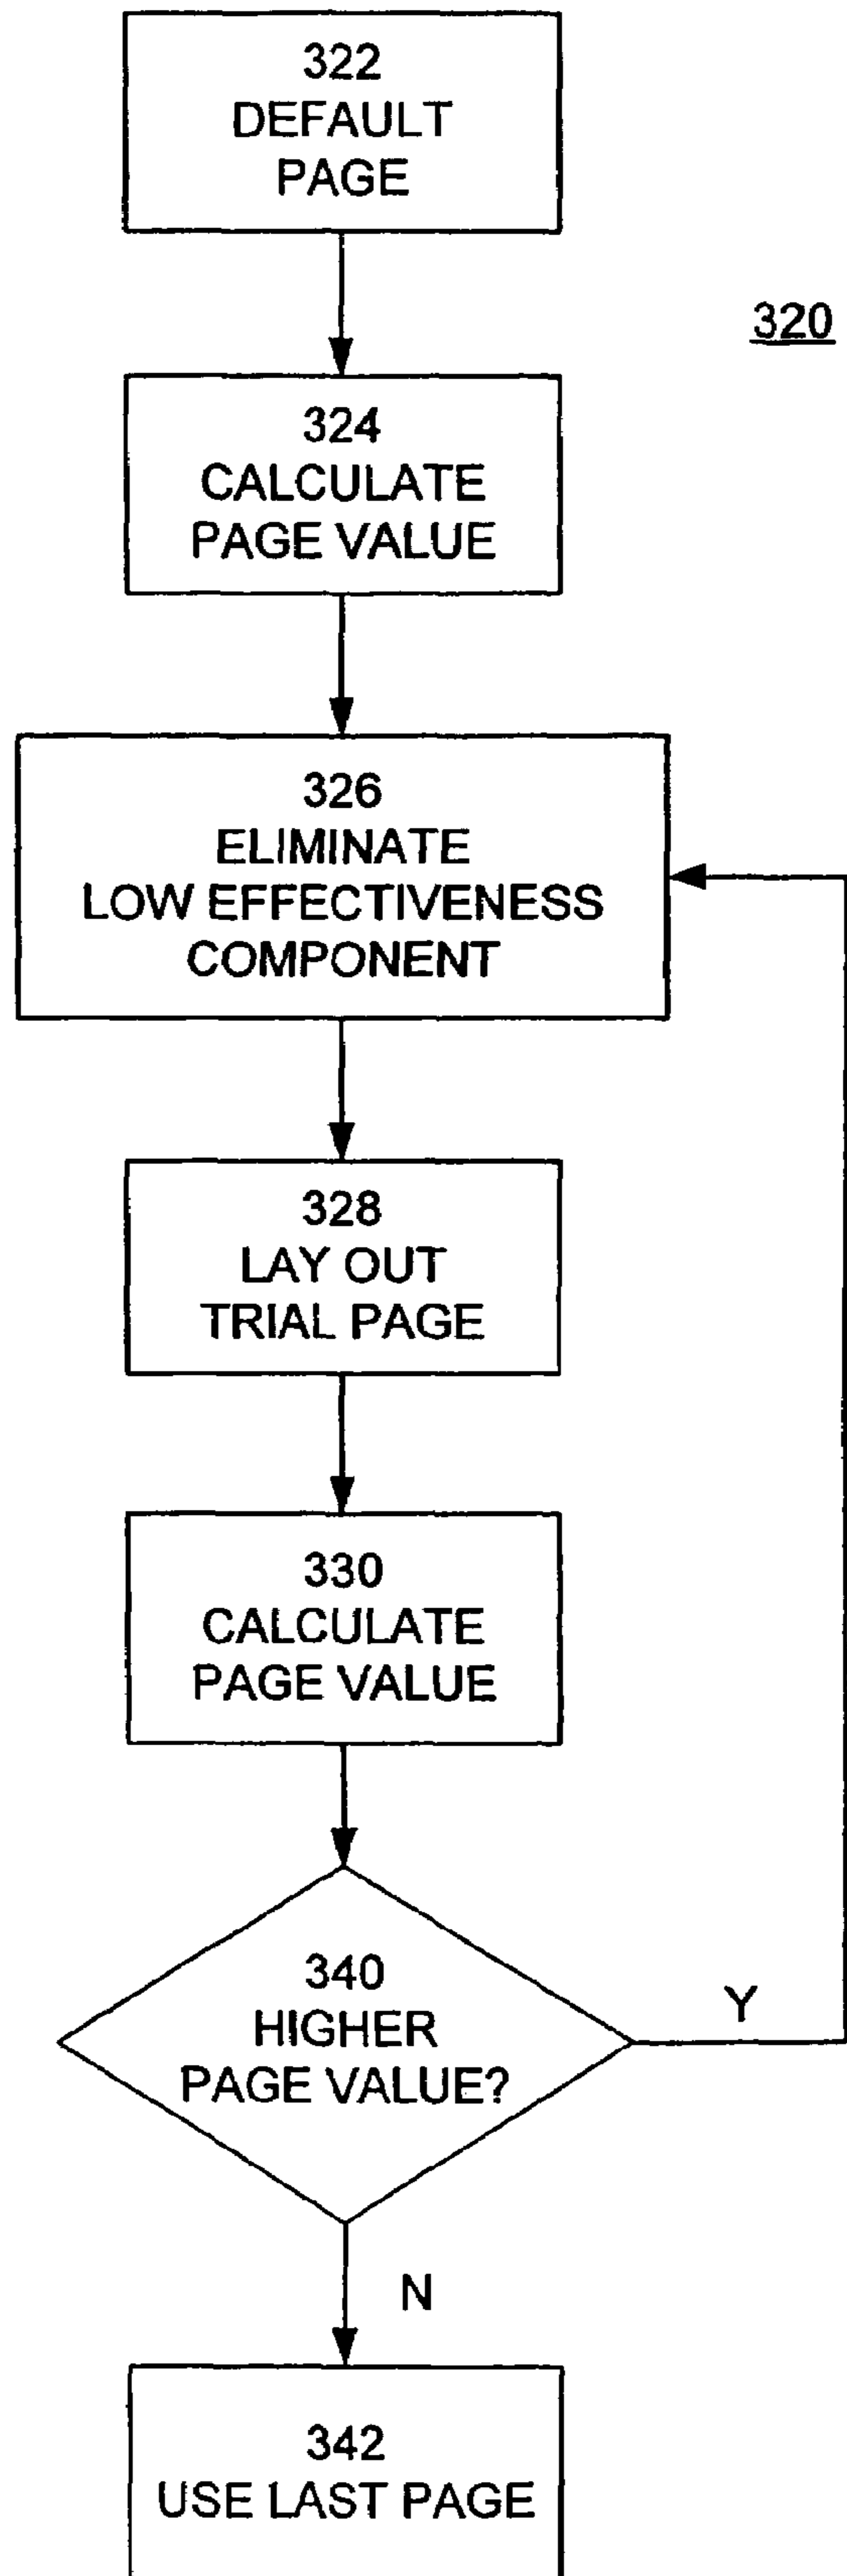 322
DEFAULT
PAGE
320
324
CALCULATE
PAGE VALUE
326
ELIMINATE
LOW EFFECTIVENESS
COMPONENT
328
LAY OUT
TRIAL PAGE
330
CALCULATE
PAGE VALUE
340
HIGHER
PAGE VALUE?
Y
N
342
USE LAST PAGE